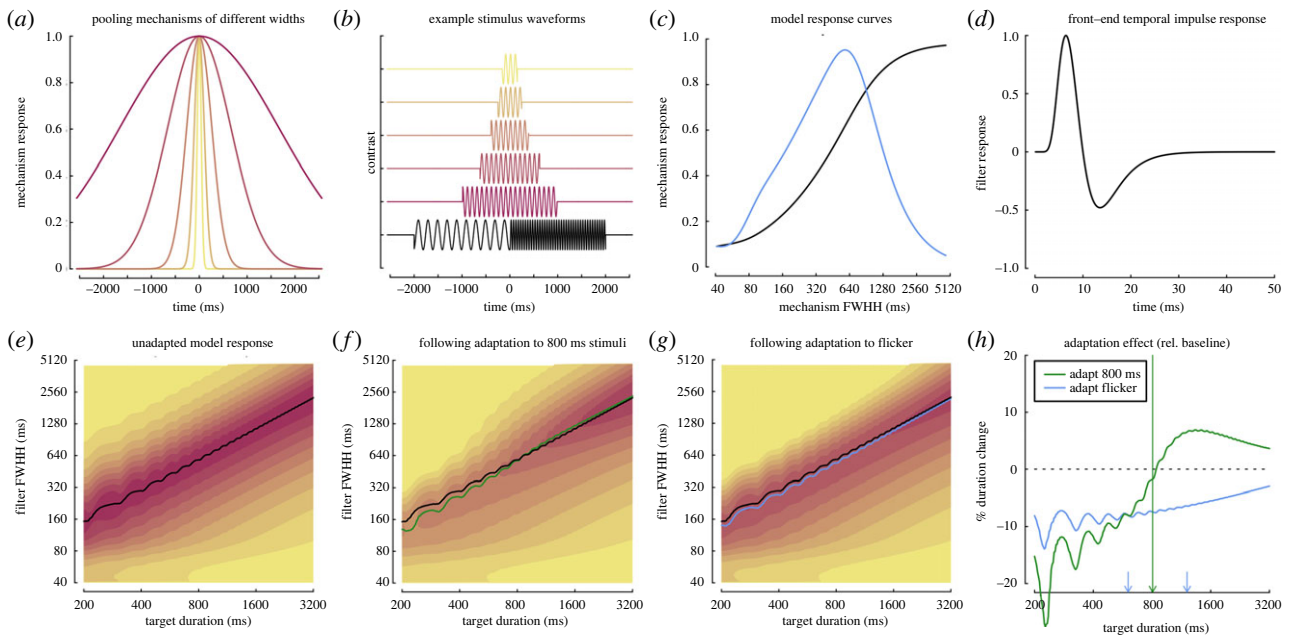 (a) pooling mechanisms of different widths
mechanism response
1.0
0.8
0.6
0.4
0.2
0
−2000 −1000 0 1000 2000
time (ms)
(b) example stimulus waveforms
contrast
−2000 −1000 0 1000 2000
time (ms)
(c) model response curves
mechanism response
1.0
0.8
0.6
0.4
0.2
0
40 80 160 320 640 1280 2560 5120
mechanism FWHH (ms)
(d) front–end temporal impulse response
filter response
1.0
0.5
0
−0.5
−1.0
0 10 20 30 40 50
time (ms)
(e) unadapted model response
filter FWHH (ms)
5120
2560
1280
640
320
160
80
40
200 400 800 1600 3200
target duration (ms)
(f) following adaptation to 800 ms stimuli
filter FWHH (ms)
5120
2560
1280
640
320
160
80
40
200 400 800 1600 3200
target duration (ms)
(g) following adaptation to flicker
filter FWHH (ms)
5120
2560
1280
640
320
160
80
40
200 400 800 1600 3200
target duration (ms)
(h) adaptation effect (rel. baseline)
adapt 800 ms
adapt flicker
% duration change
20
10
0
−10
−20
200 400 800 1600 3200
target duration (ms)